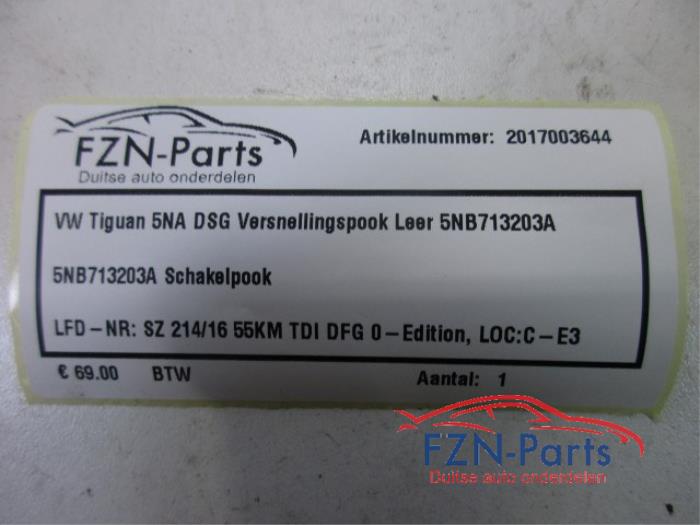 FZN-Parts
Duitse auto onderdelen
Artikelnummer: 2017003644
VW Tiguan 5NA DSG Versnellingspook Leer 5NB713203A
5NB713203A Schakelpook
LFD-NR: SZ 214/16 55KM TDI DFG 0-Edition, LOC:C-E3
€ 69.00 BTW
Aantal: 1
FZN-Parts
Duitse auto onderdelen